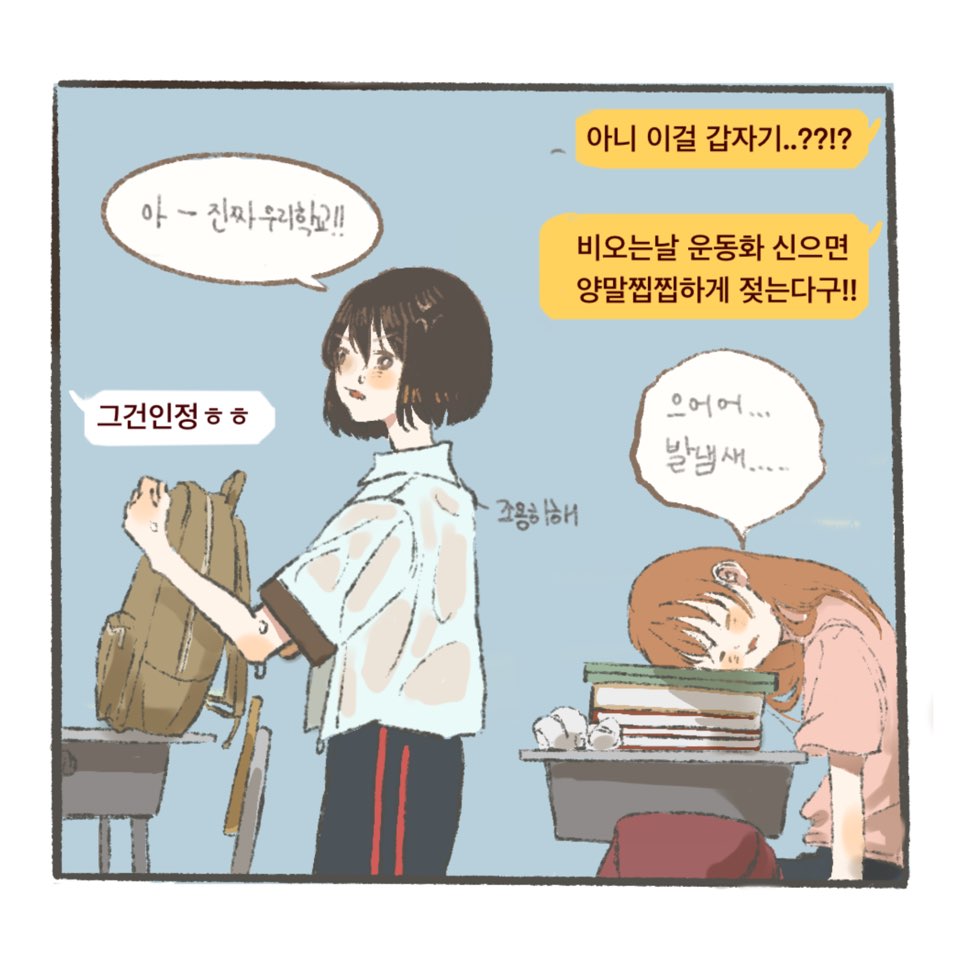 아니 이걸 갑자기..??!?
아 - 진짜 우리학교!!
비오는날 운동화 신으면
양말찝찝하게 젖는다구!!
그건인정ㅎㅎ
으어어...
발냄새.....
조용히해